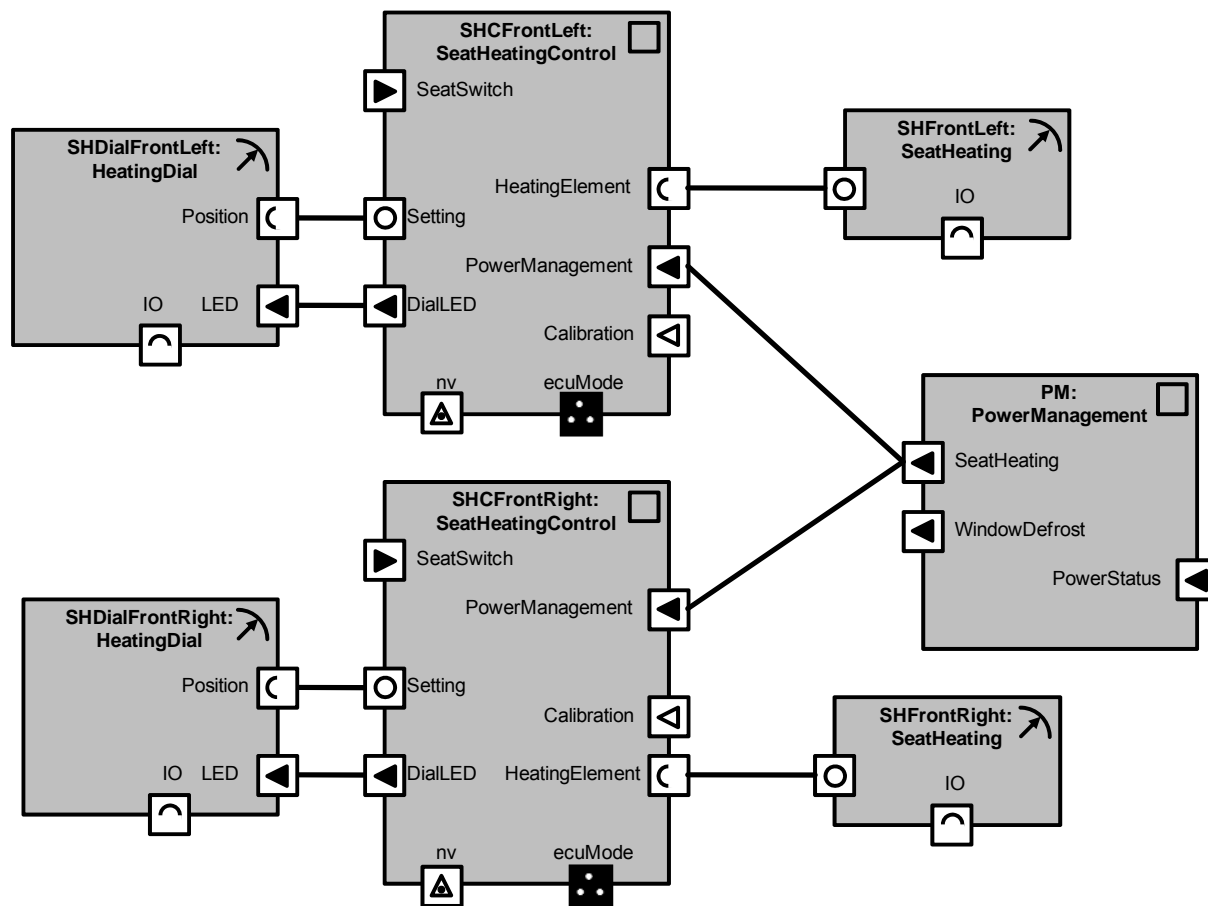 SHCFrontLeft:
SeatHeatingControl
SeatSwitch
SHDialFrontLeft:
HeatingDial
SHFrontLeft:
SeatHeating
HeatingElement
IO
Position
Setting
PowerManagement
IO
LED
DialLED
Calibration
nv
ecuMode
PM:
PowerManagement
SeatHeating
SHCFrontRight:
SeatHeatingControl
WindowDefrost
SeatSwitch
PowerStatus
PowerManagement
SHDialFrontRight:
HeatingDial
Position
Setting
Calibration
SHFrontRight:
SeatHeating
IO
LED
DialLED
HeatingElement
IO
nv
ecuMode